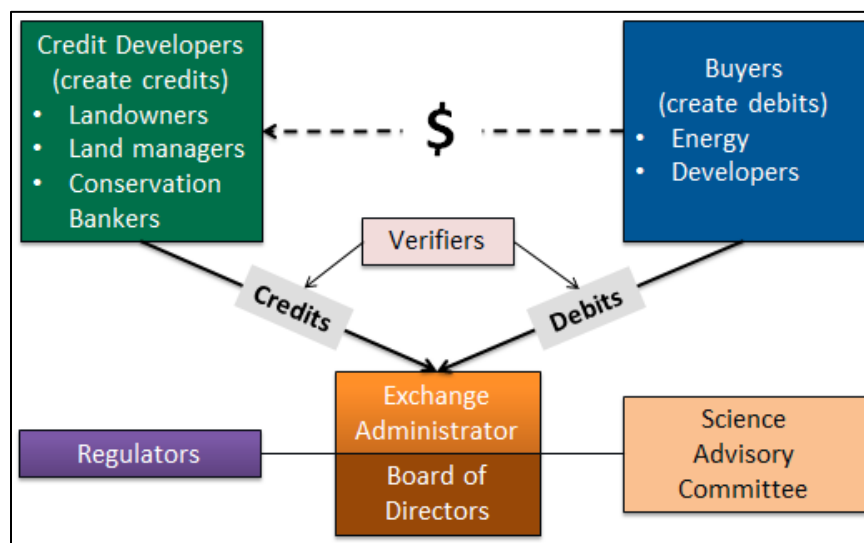 Credit Developers
(create credits)
• Landowners
• Land managers
• Conservation
Bankers
$
Buyers
(create debits)
• Energy
• Developers
Verifiers
Credits
Debits
Exchange
Administrator
Board of
Directors
Regulators
Science
Advisory
Committee